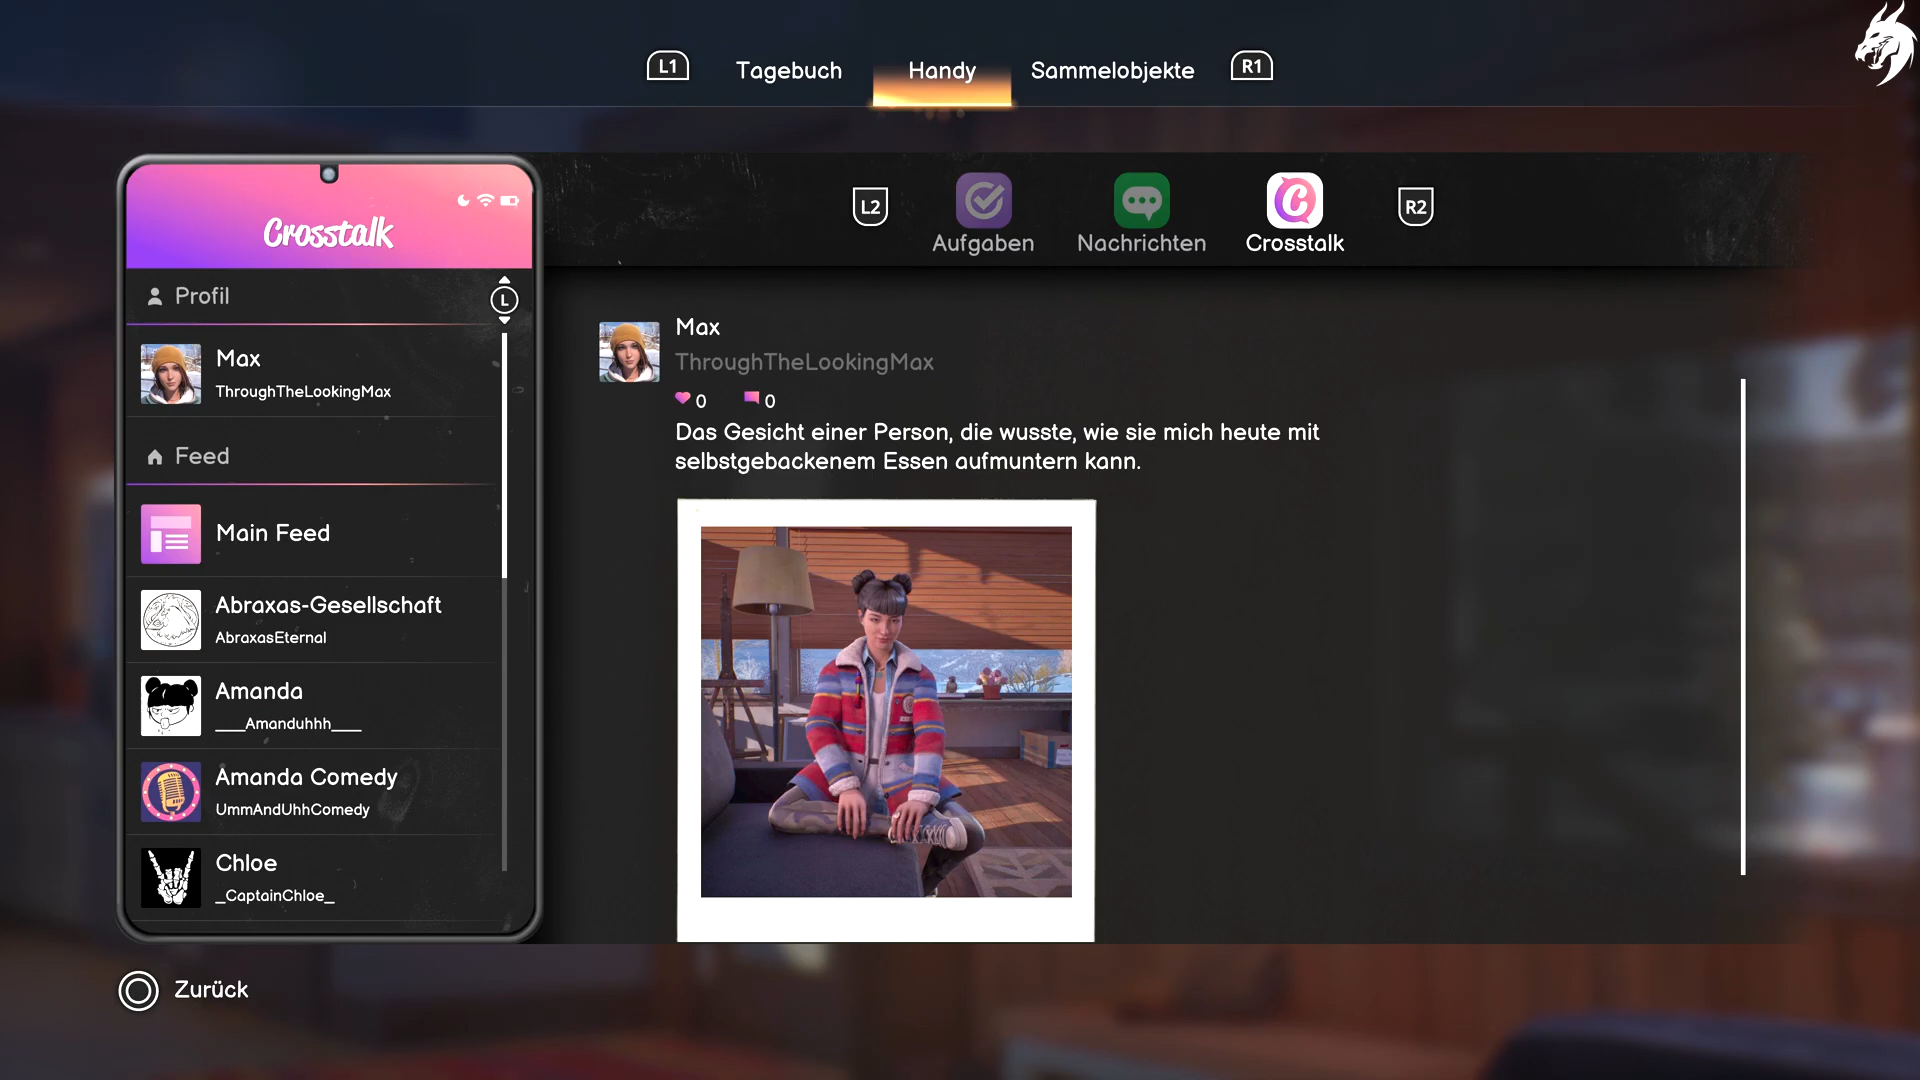 L1 Tagebuch Handy Sammelobjekte R1
Crosstalk
L2 R2
Aufgaben Nachrichten Crosstalk
Profil
L
Max
ThroughTheLookingMax
Feed
Main Feed
Abraxas-Gesellschaft
AbraxasEternal
Amanda
____Amanduhhh____
Amanda Comedy
UmmAndUhhComedy
Chloe
_CaptainChloe_
Max
ThroughTheLookingMax
0 0
Das Gesicht einer Person, die wusste, wie sie mich heute mit
selbstgebackenem Essen aufmuntern kann.
Zurück